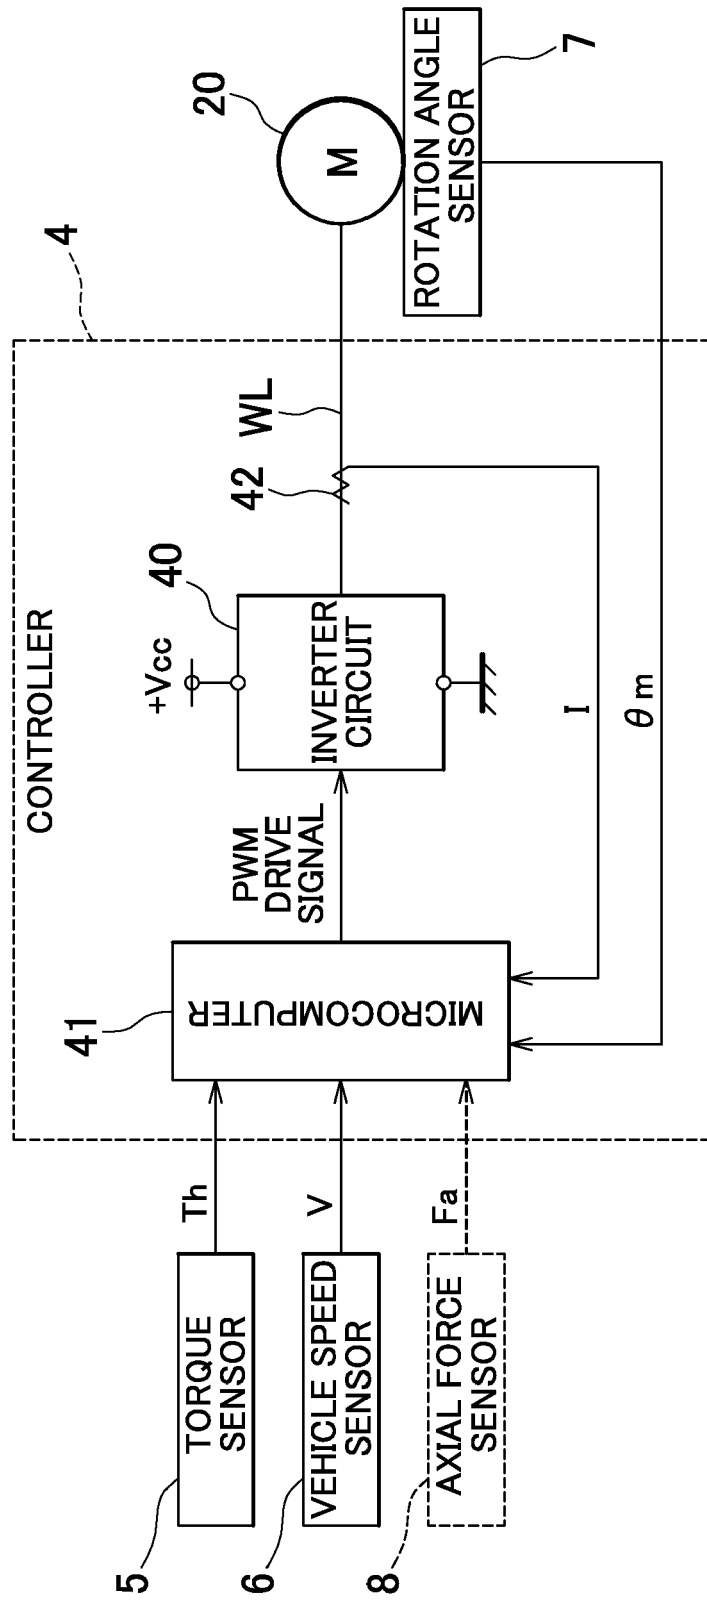 4
CONTROLLER
5
TORQUE
SENSOR
Th
6
VEHICLE SPEED
SENSOR
V
8
AXIAL FORCE
SENSOR
Fa
41
MICROCOMPUTER
PWM
DRIVE
SIGNAL
+Vcc
40
INVERTER
CIRCUIT
42
WL
20
M
ROTATION ANGLE
SENSOR
7
I
θm